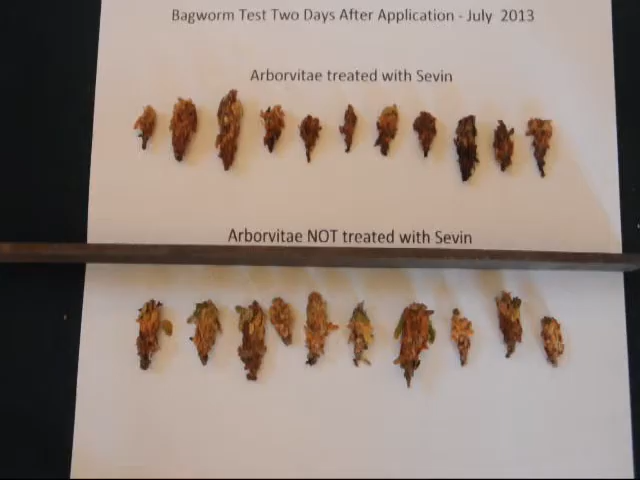 Bagworm Test Two Days After Application - July 2013
Arborvitae treated with Sevin
Arborvitae NOT treated with Sevin